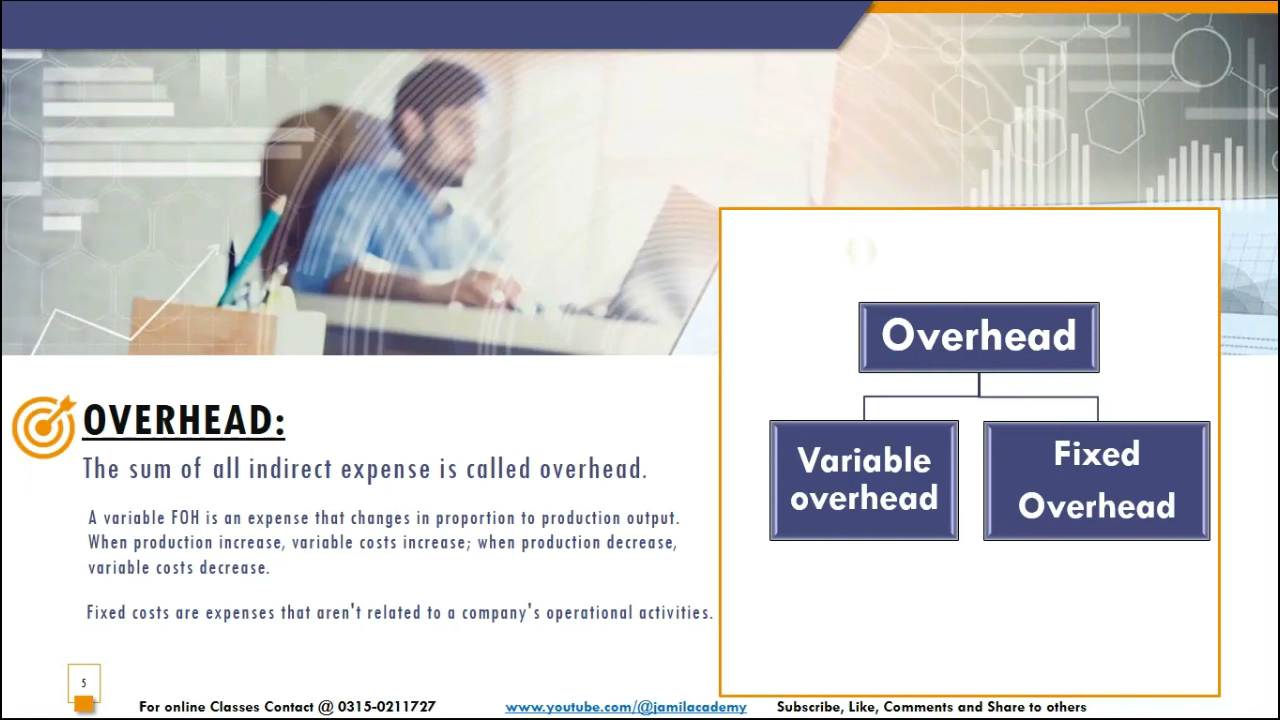 OVERHEAD:
The sum of all indirect expense is called overhead.
A variable FOH is an expense that changes in proportion to production output.
When production increase, variable costs increase; when production decrease,
variable costs decrease.
Fixed costs are expenses that aren't related to a company's operational activities.
Overhead
Variable
overhead
Fixed
Overhead
5
For online Classes Contact @ 0315-0211727
www.youtube.com/@jamilacademy
Subscribe, Like, Comments and Share to others